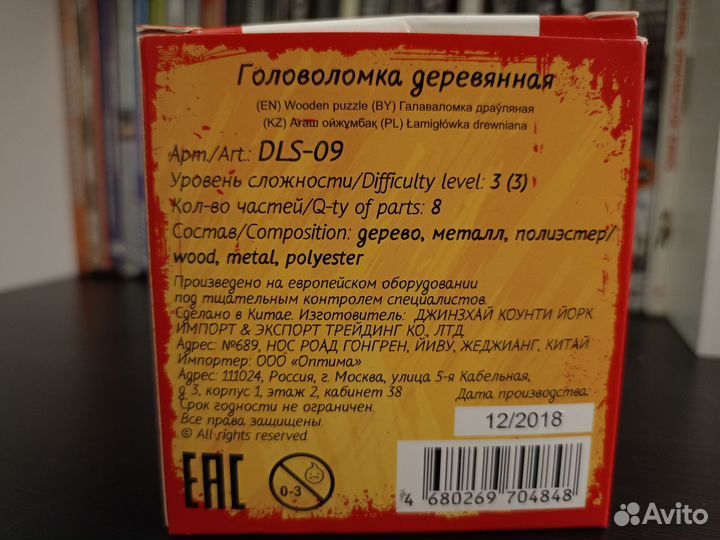 Головоломка деревянная
(EN) Wooden puzzle (BY) Галаваломка драўляная
(KZ) Ағаш ойжұмбақ (PL) Łamigłówka drewniana
Арт./Art.: DLS-09
Уровень сложности/Difficulty level: 3 (3)
Кол-во частей/Q-ty of parts: 8
Состав/Composition: дерево, металл, полиэстер/
wood, metal, polyester
Произведено на европейском оборудовании
под тщательным контролем специалистов.
Сделано в Китае. Изготовитель: ДЖИНЗХАЙ КОУНТИ ЙОРК
ИМПОРТ & ЭКСПОРТ ТРЕЙДИНГ КО., ЛТД.
Адрес: №689, НОС РОАД ГОНГРЕН, ЙИВУ, ЖЕДЖИАНГ, КИТАЙ
Импортер: ООО «Оптима»
Адрес: 111024, Россия, г. Москва, улица 5-я Кабельная,
д 3, корпус 1, этаж 2, кабинет 38
Дата производства:
Срок годности не ограничен.
12/2018
Все права защищены.
© All rights reserved.
EAC
0-3
4 680269 704848
Avito